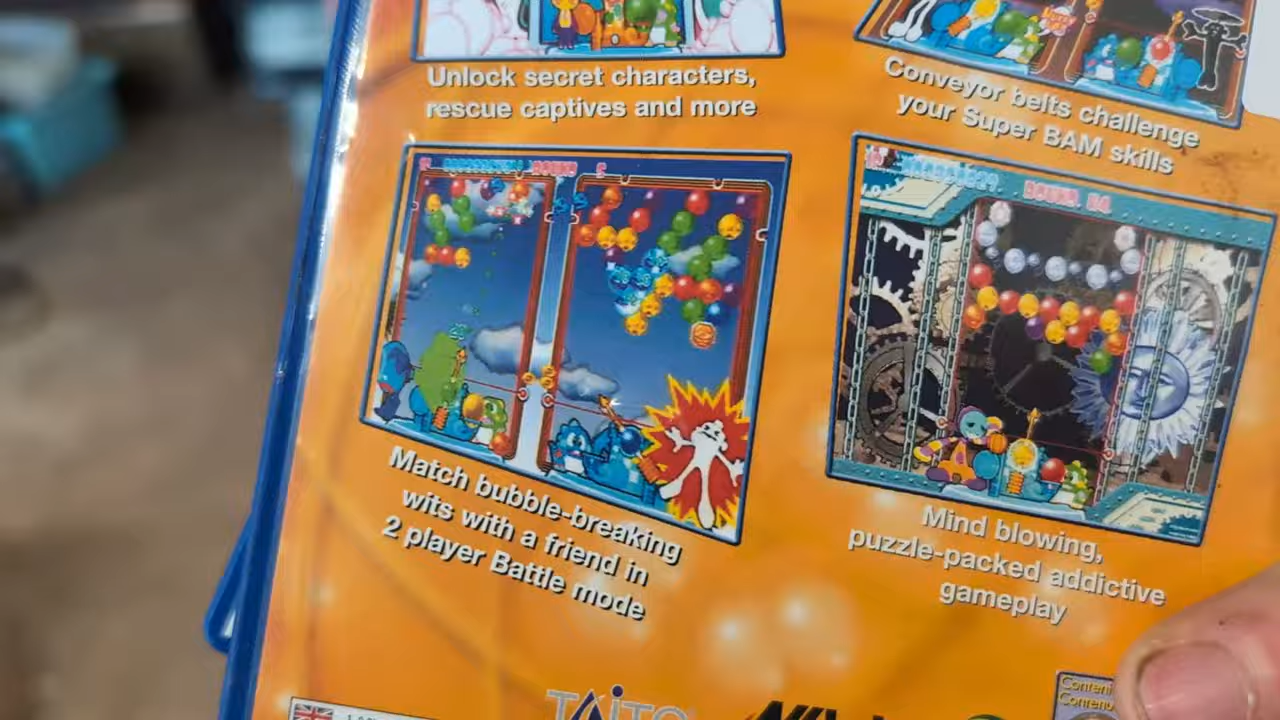 Unlock secret characters,
rescue captives and more
Conveyor belts challenge
your Super BAM skills
Match bubble-breaking
wits with a friend in
2 player Battle mode
Mind blowing,
puzzle-packed addictive
gameplay
TAITO